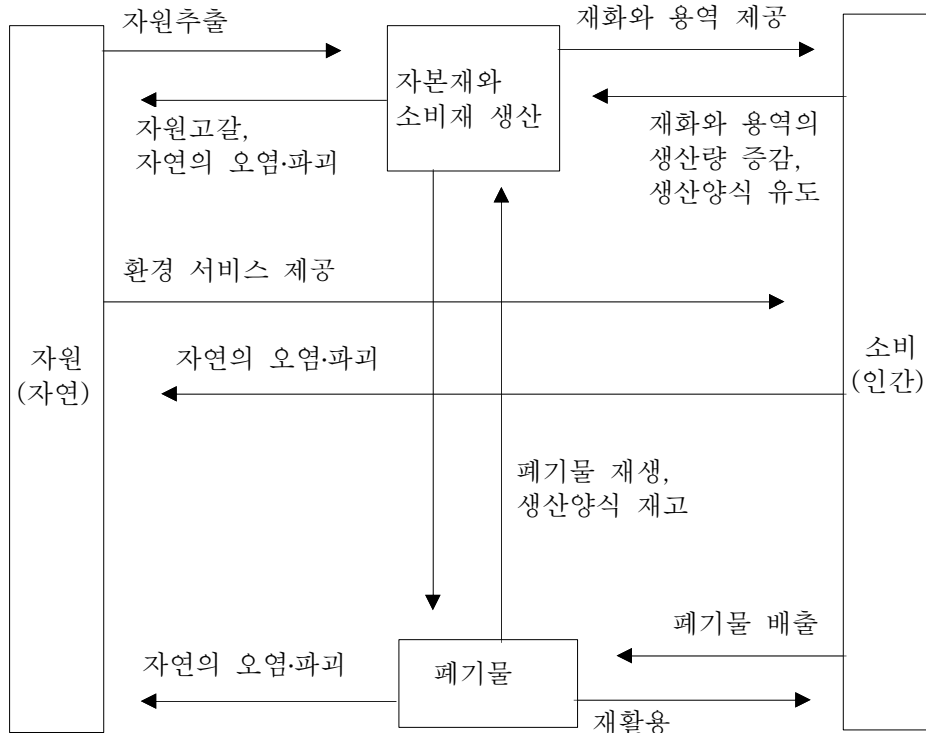 자원추출
재화와 용역 제공
자본재와
소비재 생산
자원고갈,
자연의 오염·파괴
재화와 용역의
생산량 증감,
생산양식 유도
환경 서비스 제공
자원
(자연)
자연의 오염·파괴
소비
(인간)
폐기물 재생,
생산양식 재고
폐기물 배출
자연의 오염·파괴
폐기물
재활용